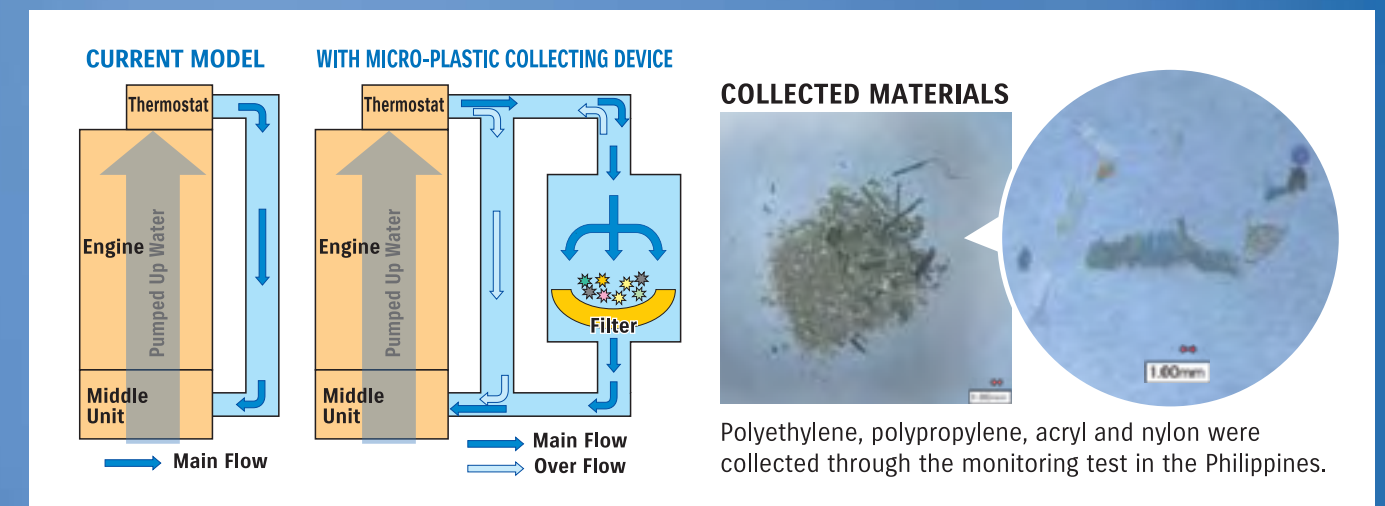 CURRENT MODEL
Thermostat
Engine
Pumped Up Water
Middle
Unit
Main Flow
WITH MICRO-PLASTIC COLLECTING DEVICE
Thermostat
Engine
Pumped Up Water
Filter
Middle
Unit
Main Flow
Over Flow
COLLECTED MATERIALS
1.00mm
Polyethylene, polypropylene, acryl and nylon were
collected through the monitoring test in the Philippines.